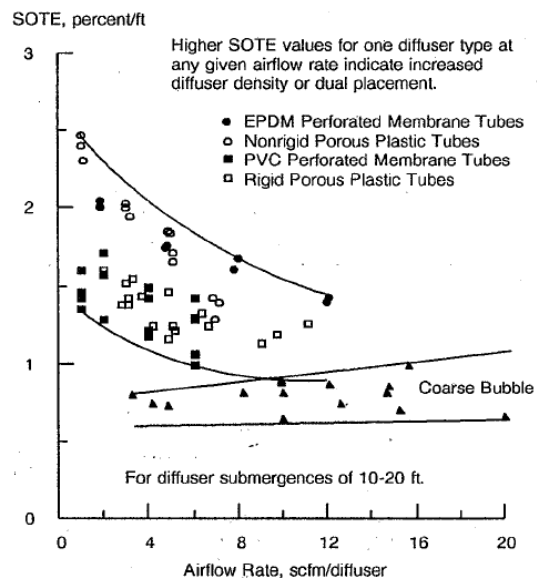 SOTE, percent/ft
3
Higher SOTE values for one diffuser type at
any given airflow rate indicate increased
diffuser density or dual placement.
EPDM Perforated Membrane Tubes
Nonrigid Porous Plastic Tubes
PVC Perforated Membrane Tubes
Rigid Porous Plastic Tubes
2
1
Coarse Bubble
For diffuser submergences of 10-20 ft.
0
0 4 8 12 16 20
Airflow Rate, scfm/diffuser